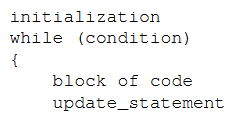 initialization
while (condition)
{
    block of code
    update_statement